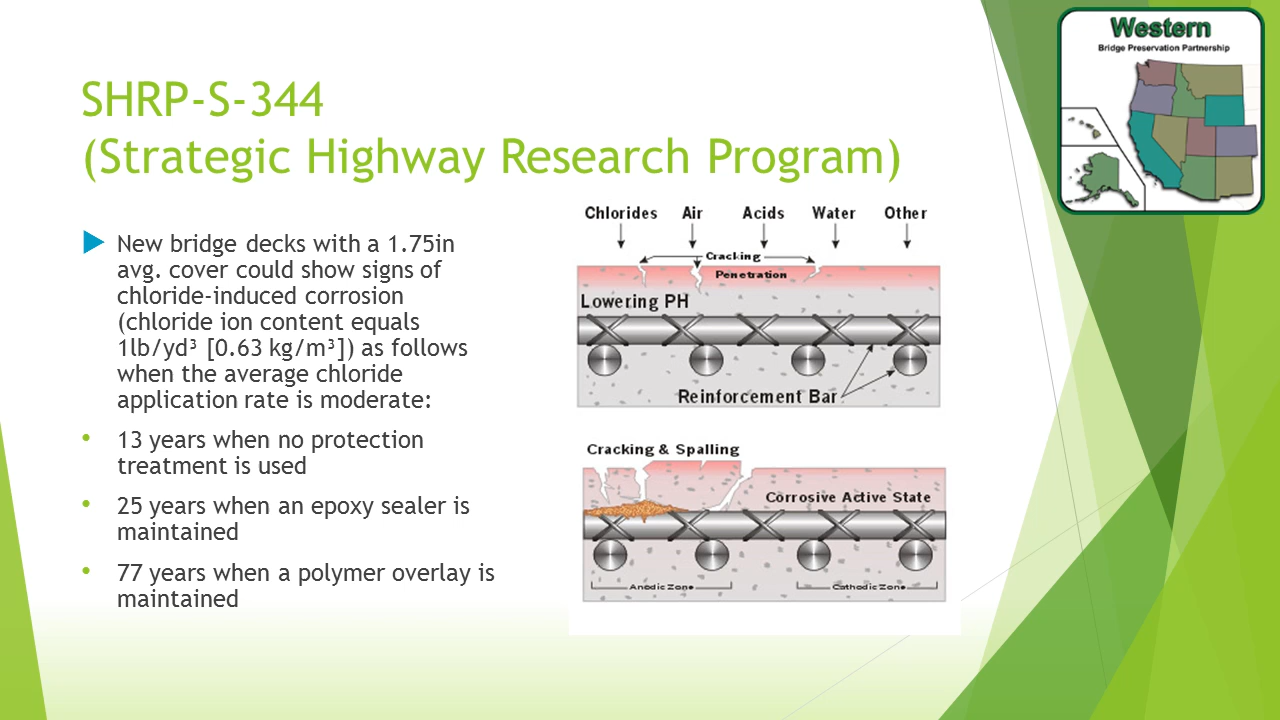 Western
Bridge Preservation Partnership
SHRP-S-344
(Strategic Highway Research Program)
▶ New bridge decks with a 1.75in
avg. cover could show signs of
chloride-induced corrosion
(chloride ion content equals
1lb/yd³ [0.63 kg/m³]) as follows
when the average chloride
application rate is moderate:
• 13 years when no protection
treatment is used
• 25 years when an epoxy sealer is
maintained
• 77 years when a polymer overlay is
maintained
Chlorides Air Acids Water Other
Cracking
Penetration
Lowering PH
Reinforcement Bar
Cracking & Spalling
Corrosive Active State
Anodic Zone Cathodic Zone